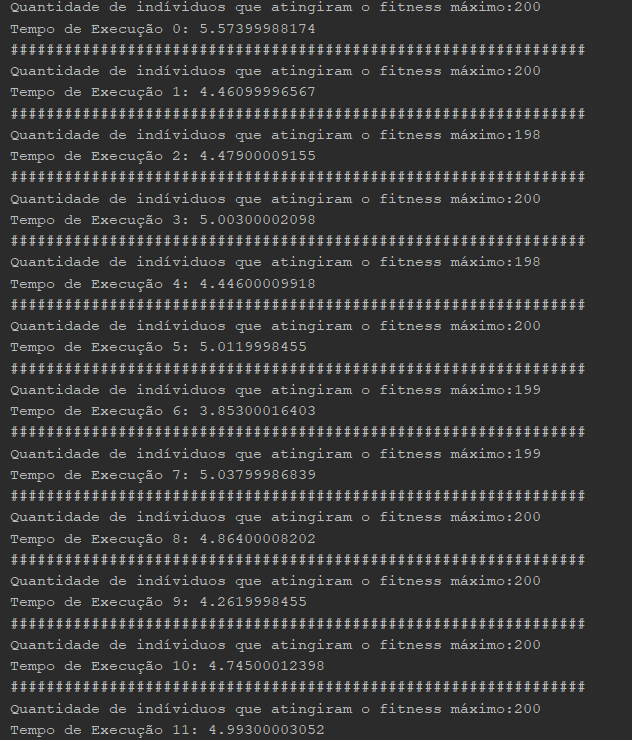 Quantidade de indíviduos que atingiram o fitness máximo:200
Tempo de Execução 0: 5.57399988174
################################################################
Quantidade de indíviduos que atingiram o fitness máximo:200
Tempo de Execução 1: 4.46099996567
################################################################
Quantidade de indíviduos que atingiram o fitness máximo:198
Tempo de Execução 2: 4.47900009155
################################################################
Quantidade de indíviduos que atingiram o fitness máximo:200
Tempo de Execução 3: 5.00300002098
################################################################
Quantidade de indíviduos que atingiram o fitness máximo:198
Tempo de Execução 4: 4.44600009918
################################################################
Quantidade de indíviduos que atingiram o fitness máximo:200
Tempo de Execução 5: 5.0119998455
################################################################
Quantidade de indíviduos que atingiram o fitness máximo:199
Tempo de Execução 6: 3.85300016403
################################################################
Quantidade de indíviduos que atingiram o fitness máximo:199
Tempo de Execução 7: 5.03799986839
################################################################
Quantidade de indíviduos que atingiram o fitness máximo:200
Tempo de Execução 8: 4.86400008202
################################################################
Quantidade de indíviduos que atingiram o fitness máximo:200
Tempo de Execução 9: 4.2619998455
################################################################
Quantidade de indíviduos que atingiram o fitness máximo:200
Tempo de Execução 10: 4.74500012398
################################################################
Quantidade de indíviduos que atingiram o fitness máximo:200
Tempo de Execução 11: 4.99300003052